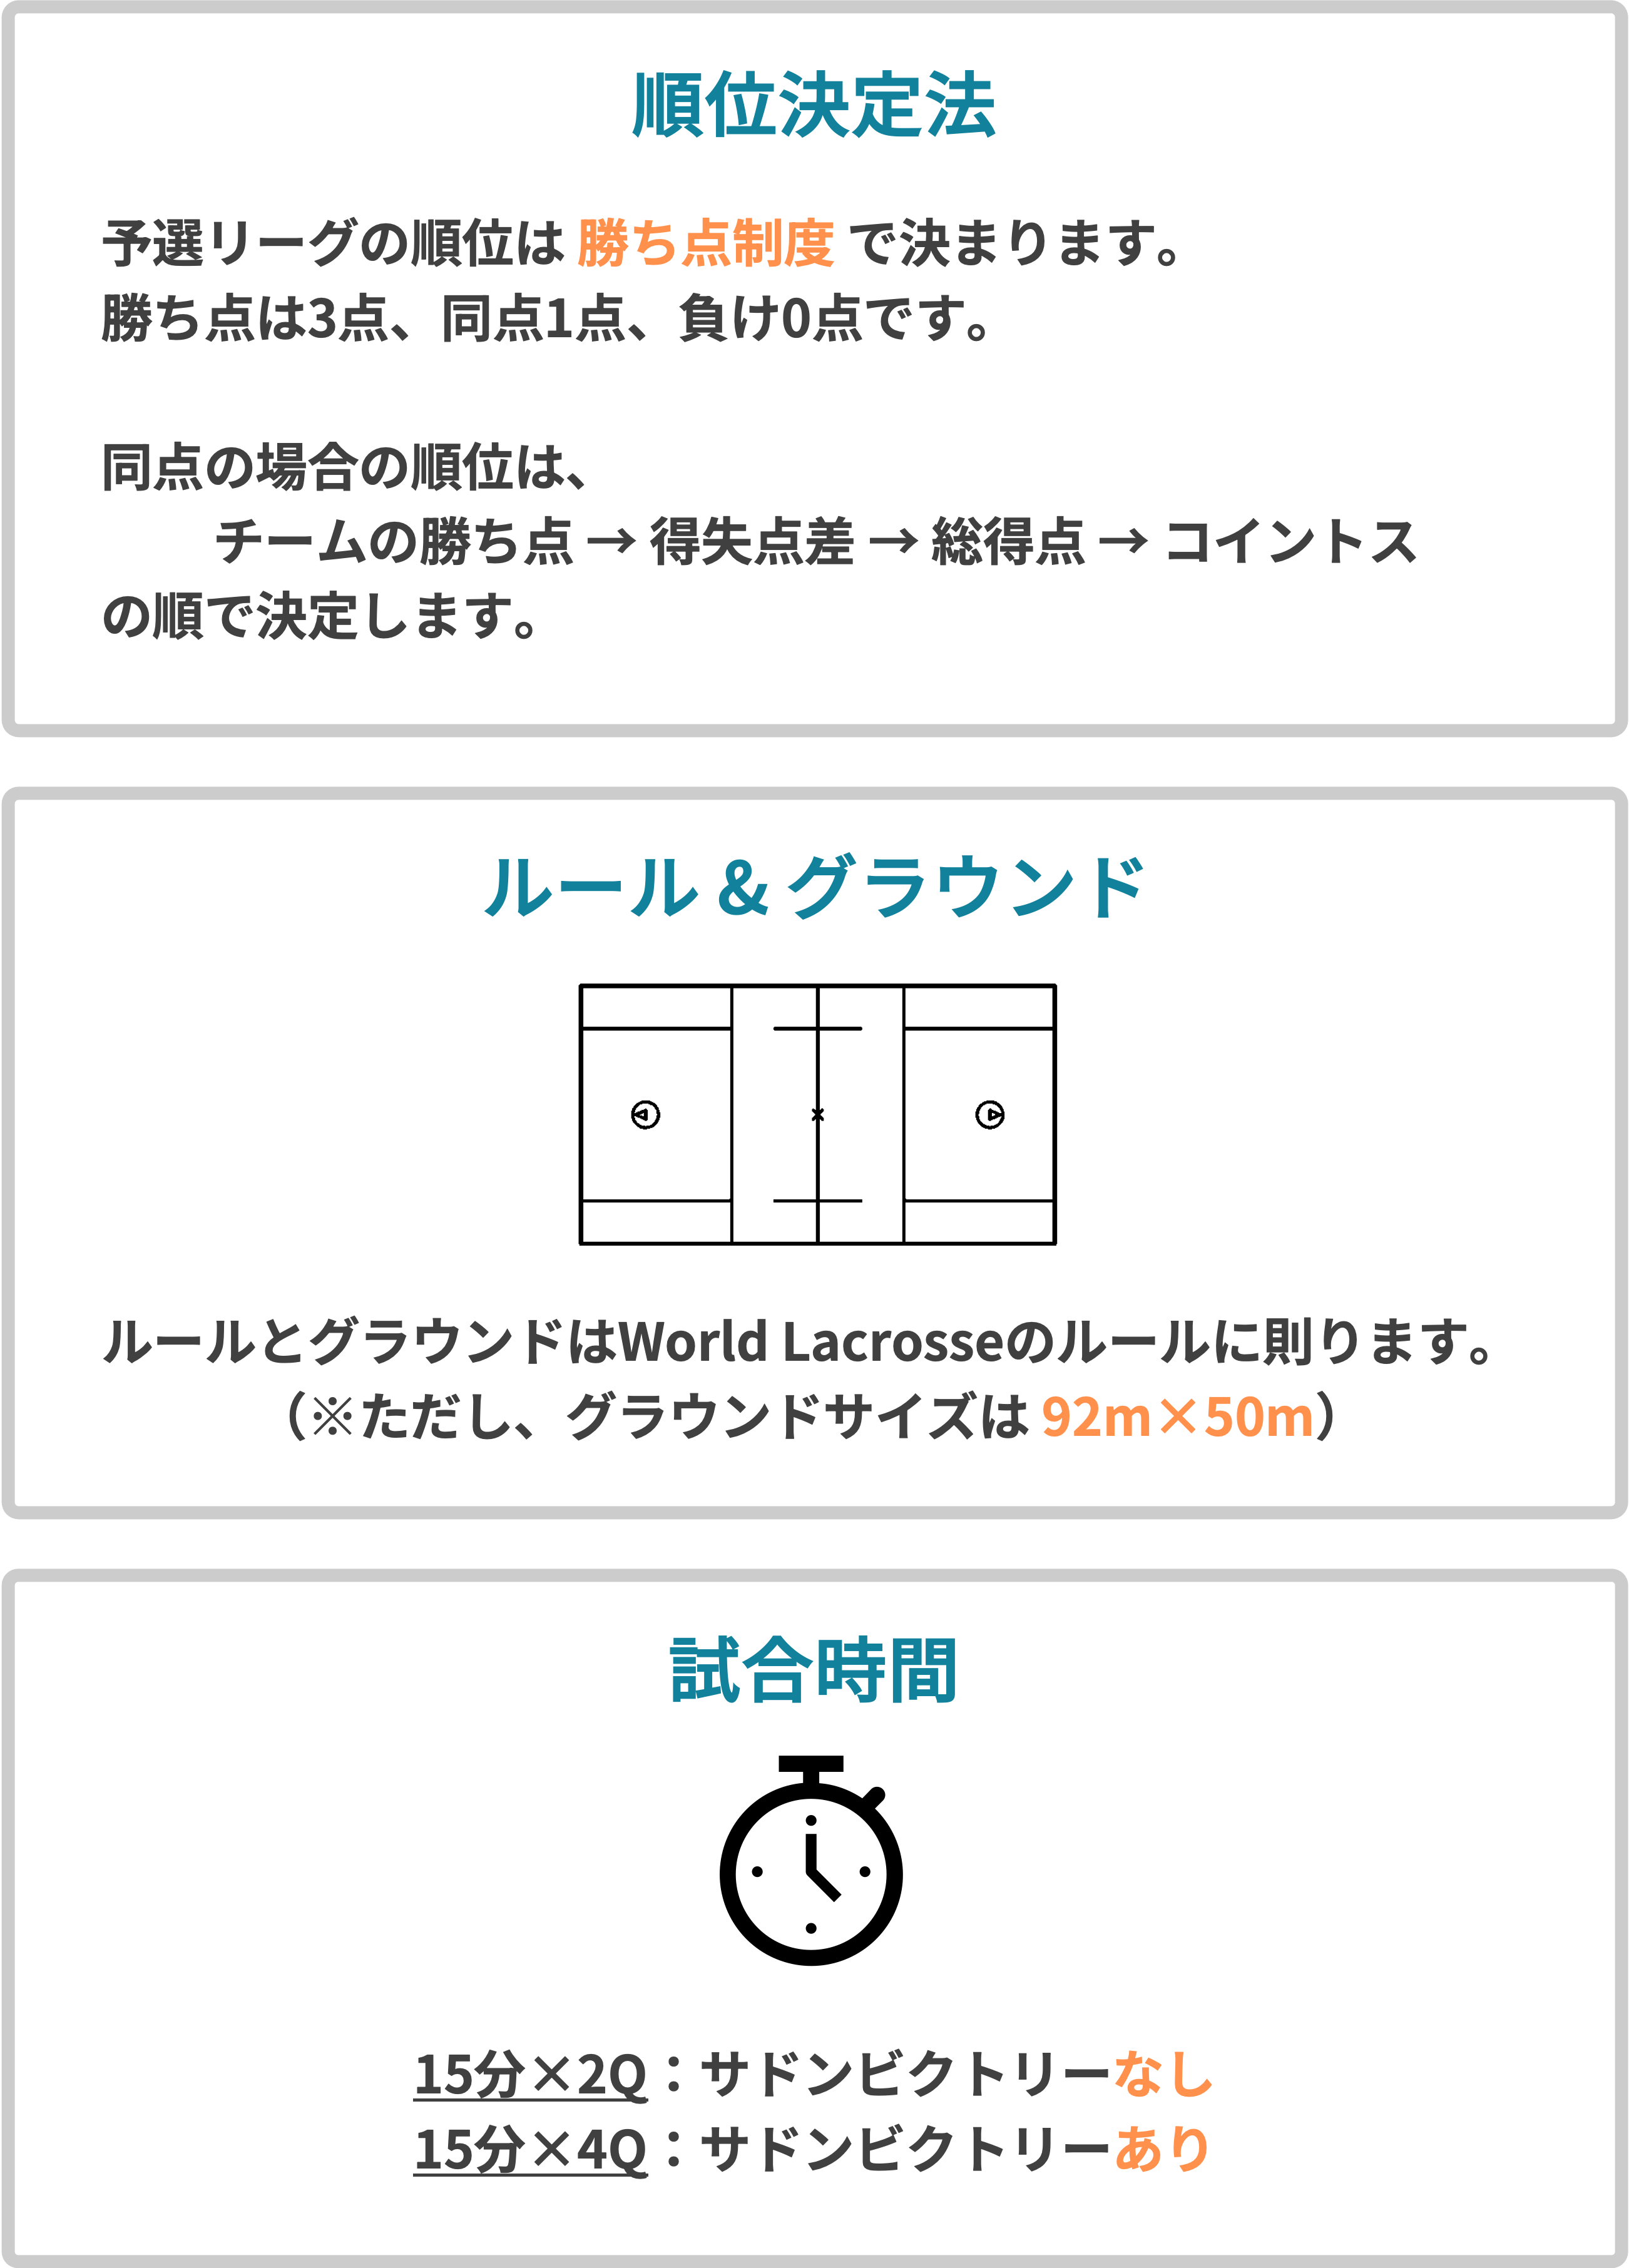 順位決定法
予選リーグの順位は 勝ち点制度 で決まります。
勝ち点は3点、同点1点、負け0点です。
同点の場合の順位は、
チームの勝ち点 → 得失点差 → 総得点 → コイントス
の順で決定します。
ルール & グラウンド
ルールとグラウンドはWorld Lacrosseのルールに則ります。
（※ただし、グラウンドサイズは 92m×50m）
試合時間
15分×2Q：サドンビクトリーなし
15分×4Q：サドンビクトリーあり